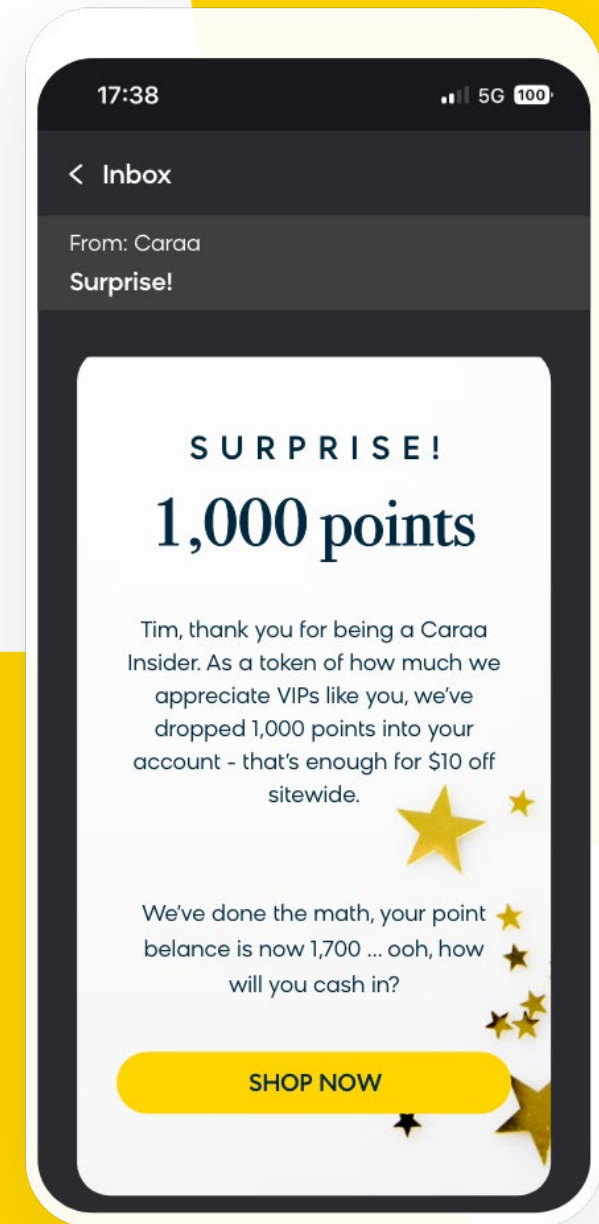 17:38 5G 100
< Inbox
From: Caraa
Surprise!
SURPRISE!
1,000 points
Tim, thank you for being a Caraa
Insider. As a token of how much we
appreciate VIPs like you, we've
dropped 1,000 points into your
account - that's enough for $10 off
sitewide.
We've done the math, your point
belance is now 1,700 ... ooh, how
will you cash in?
SHOP NOW